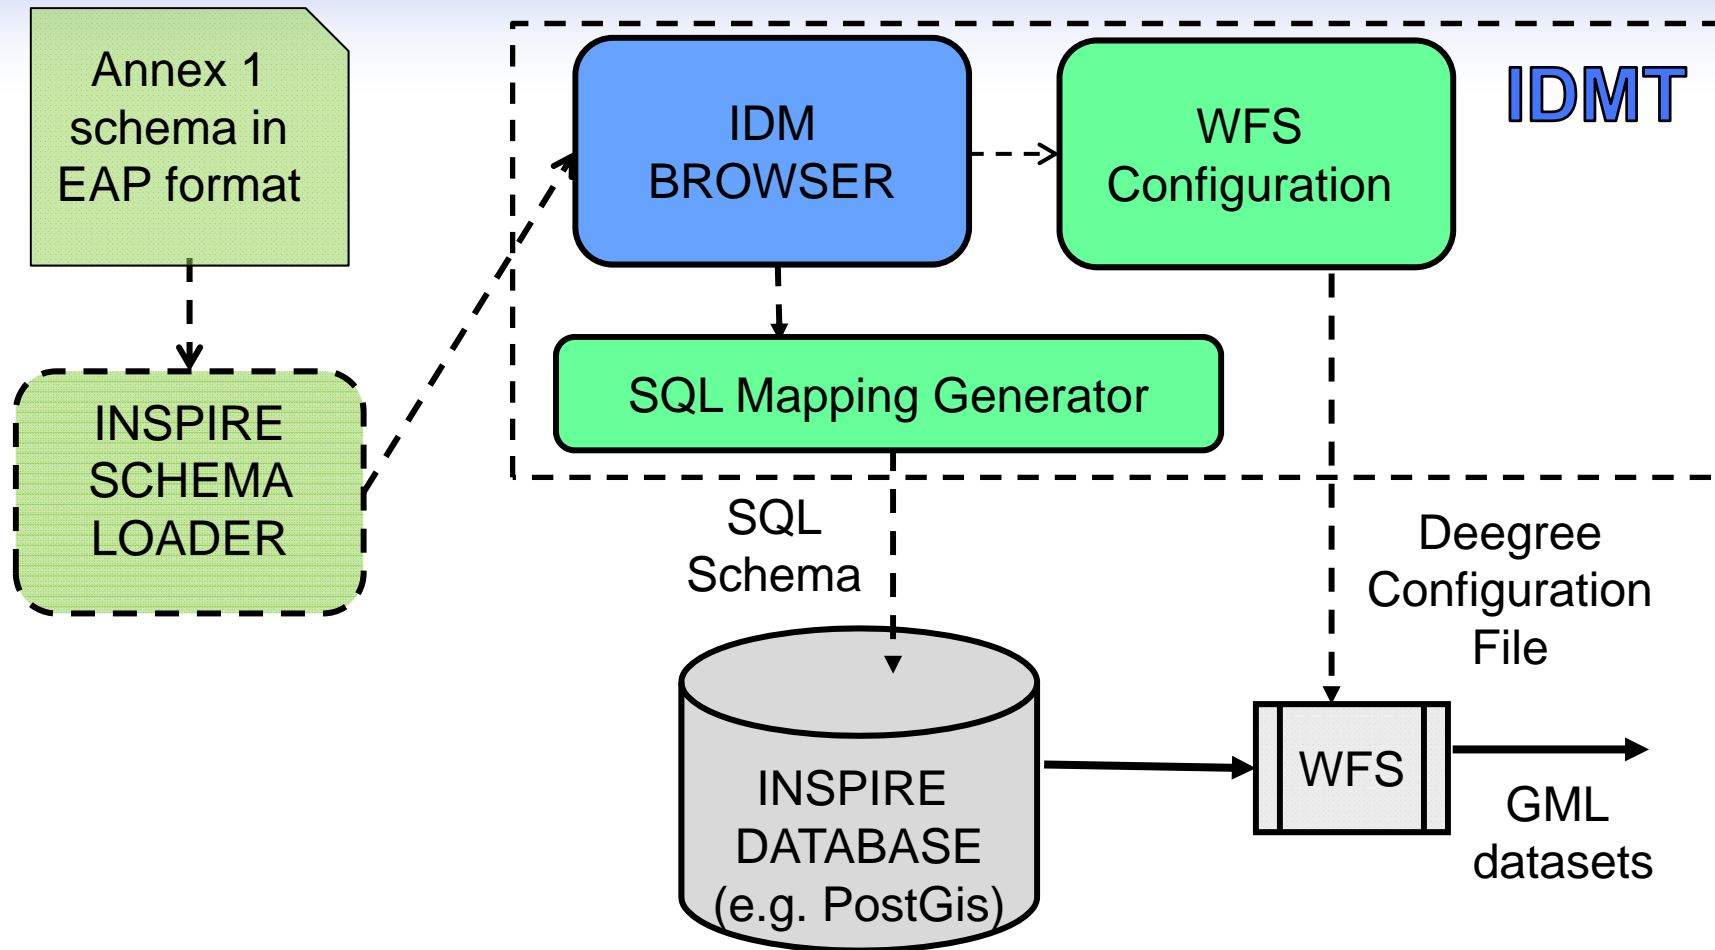 Annex 1
schema in
EAP format
IDM
BROWSER
WFS
Configuration
IDMT
SQL Mapping Generator
INSPIRE
SCHEMA
LOADER
SQL
Schema
Deegree
Configuration
File
INSPIRE
DATABASE
(e.g. PostGis)
WFS
GML
datasets